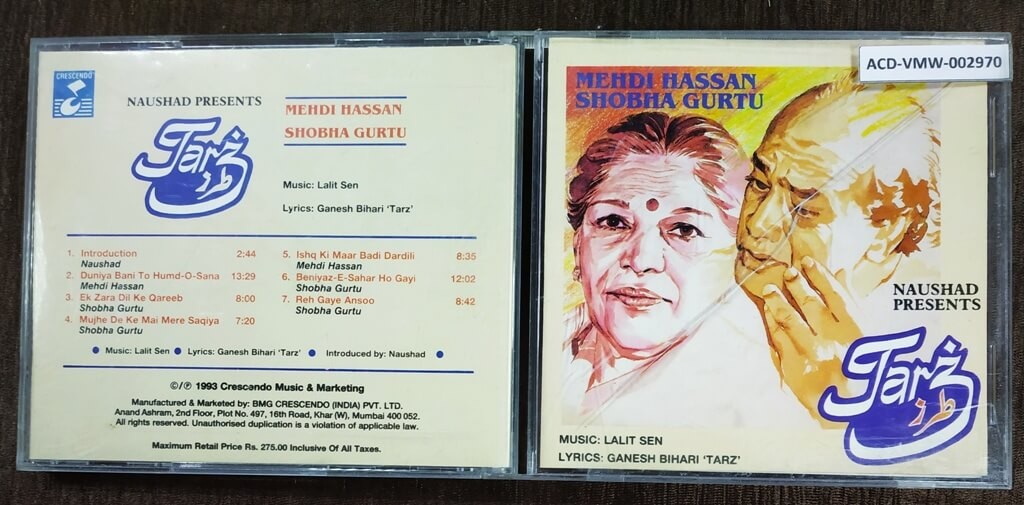 CRESCENDO
NAUSHAD PRESENTS
Tarz
طرز
MEHDI HASSAN
SHOBHA GURTU
Music: Lalit Sen
Lyrics: Ganesh Bihari 'Tarz'
1. Introduction 2:44
Naushad
2. Duniya Bani To Humd-O-Sana 13:29
Mehdi Hassan
3. Ek Zara Dil Ke Qareeb 8:00
Shobha Gurtu
4. Mujhe De Ke Mai Mere Saqiya 7:20
Shobha Gurtu
5. Ishq Ki Maar Badi Dardili 8:35
Mehdi Hassan
6. Beniyaz-E-Sahar Ho Gayi 12:02
Shobha Gurtu
7. Reh Gaye Ansoo 8:42
Shobha Gurtu
● Music: Lalit Sen ● Lyrics: Ganesh Bihari 'Tarz' ● Introduced by: Naushad ●
©/℗ 1993 Crescendo Music & Marketing
Manufactured & Marketed by: BMG CRESCENDO (INDIA) PVT. LTD.
Anand Ashram, 2nd Floor, Plot No. 497, 16th Road, Khar (W), Mumbai 400 052.
All rights reserved. Unauthorised duplication is a violation of applicable law.
Maximum Retail Price Rs. 275.00 Inclusive Of All Taxes.
ACD-VMW-002970
MEHDI HASSAN
SHOBHA GURTU
NAUSHAD
PRESENTS
Tarz
طرز
MUSIC: LALIT SEN
LYRICS: GANESH BIHARI 'TARZ'